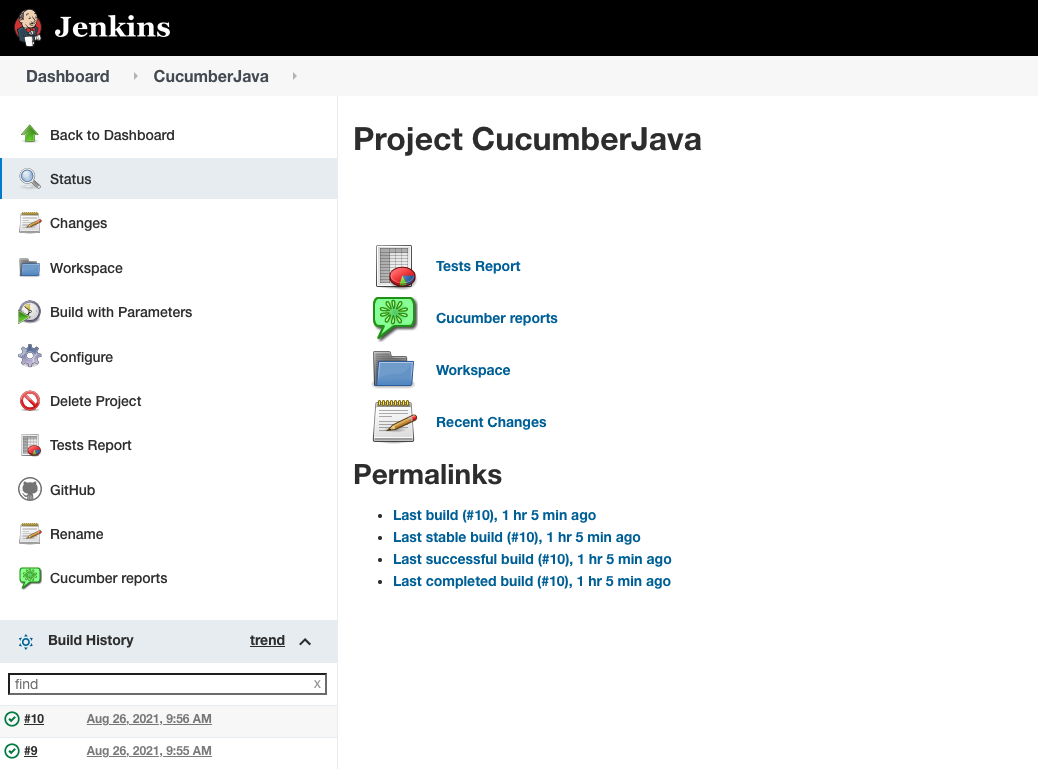 Jenkins
Dashboard CucumberJava
Back to Dashboard
Status
Changes
Workspace
Build with Parameters
Configure
Delete Project
Tests Report
GitHub
Rename
Cucumber reports
Build History trend
find X
#10 Aug 26, 2021, 9:56 AM
#9 Aug 26, 2021, 9:55 AM
Project CucumberJava
Tests Report
Cucumber reports
Workspace
Recent Changes
Permalinks
Last build (#10), 1 hr 5 min ago
Last stable build (#10), 1 hr 5 min ago
Last successful build (#10), 1 hr 5 min ago
Last completed build (#10), 1 hr 5 min ago